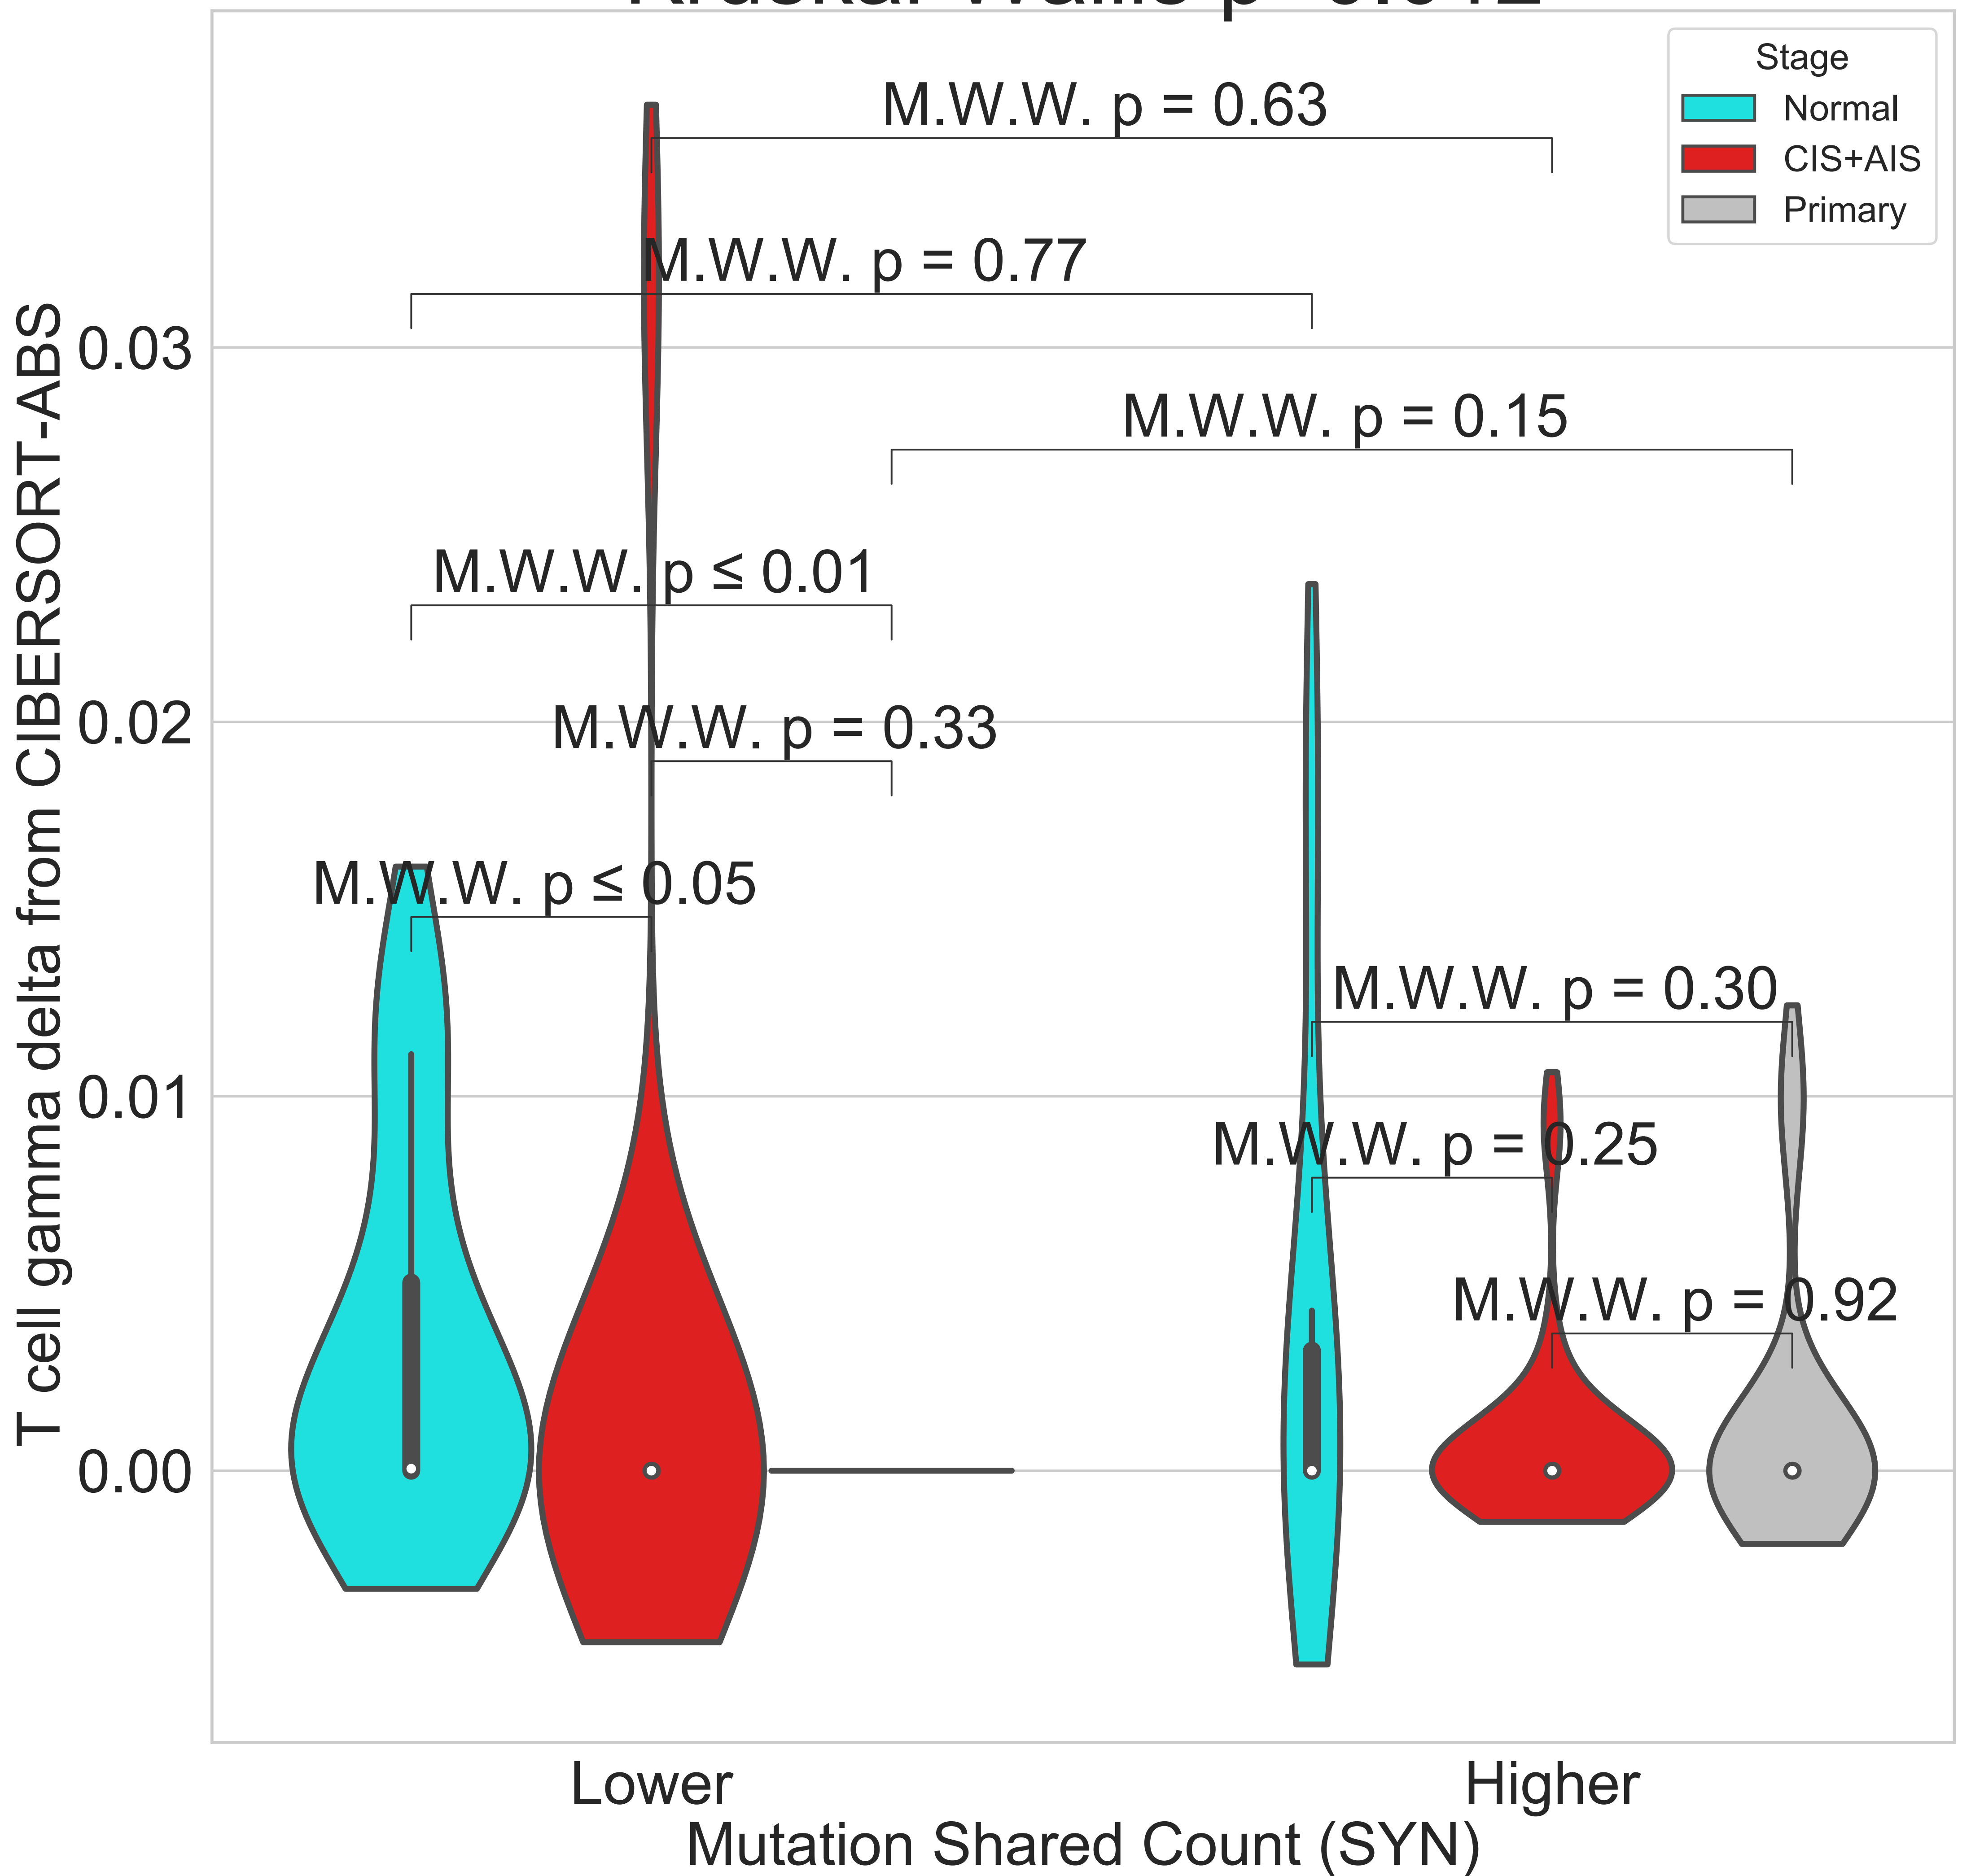 Stage
Normal
CIS+AIS
Primary
M.W.W. p = 0.63
M.W.W. p = 0.77
M.W.W. p = 0.15
M.W.W. p ≤ 0.01
M.W.W. p = 0.33
M.W.W. p ≤ 0.05
M.W.W. p = 0.30
M.W.W. p = 0.25
M.W.W. p = 0.92
T cell gamma delta from CIBERSORT-ABS
0.03
0.02
0.01
0.00
Lower
Higher
Mutation Shared Count (SYN)